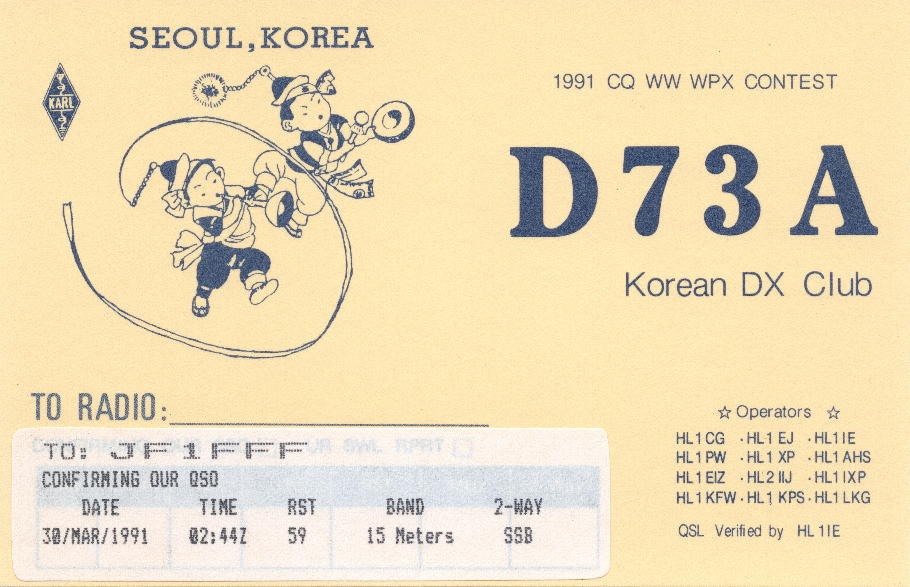 SEOUL, KOREA
KARL
1991 CQ WW WPX CONTEST
D73A
Korean DX Club
TO RADIO:
TO: JF1FFF
CONFIRMING OUR QSO
DATE TIME RST BAND 2-WAY
30/MAR/1991 02:44Z 59 15 Meters SSB
☆ Operators ☆
HL1CG · HL1EJ · HL1IE
HL1PW · HL1XP · HL1AHS
HL1EIZ · HL2IIJ · HL1IXP
HL1KFW · HL1KPS · HL1LKG
QSL Verified by HL1IE